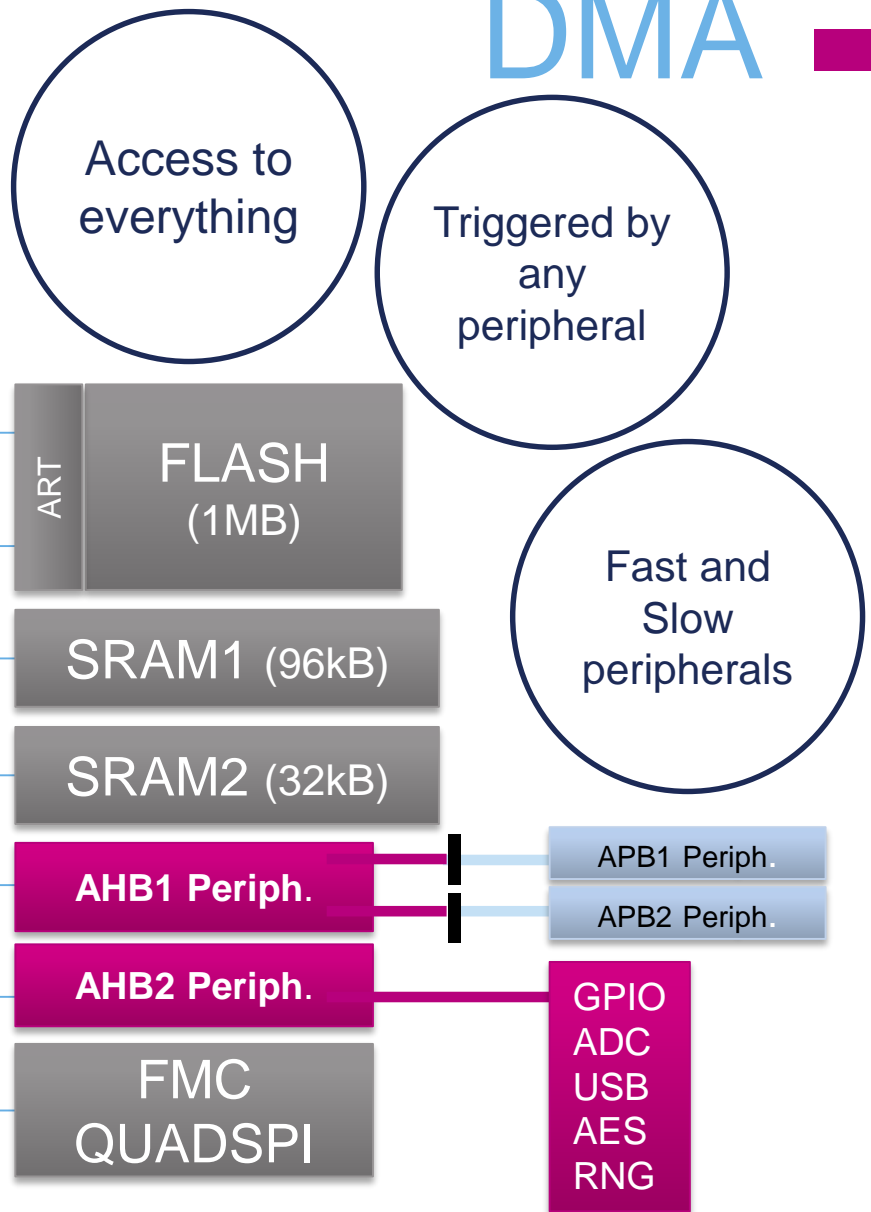 DMA
Access to
everything
Triggered by
any
peripheral
ART
FLASH
(1MB)
Fast and
Slow
peripherals
SRAM1 (96kB)
SRAM2 (32kB)
AHB1 Periph.
APB1 Periph.
APB2 Periph.
AHB2 Periph.
GPIO
ADC
USB
AES
RNG
FMC
QUADSPI